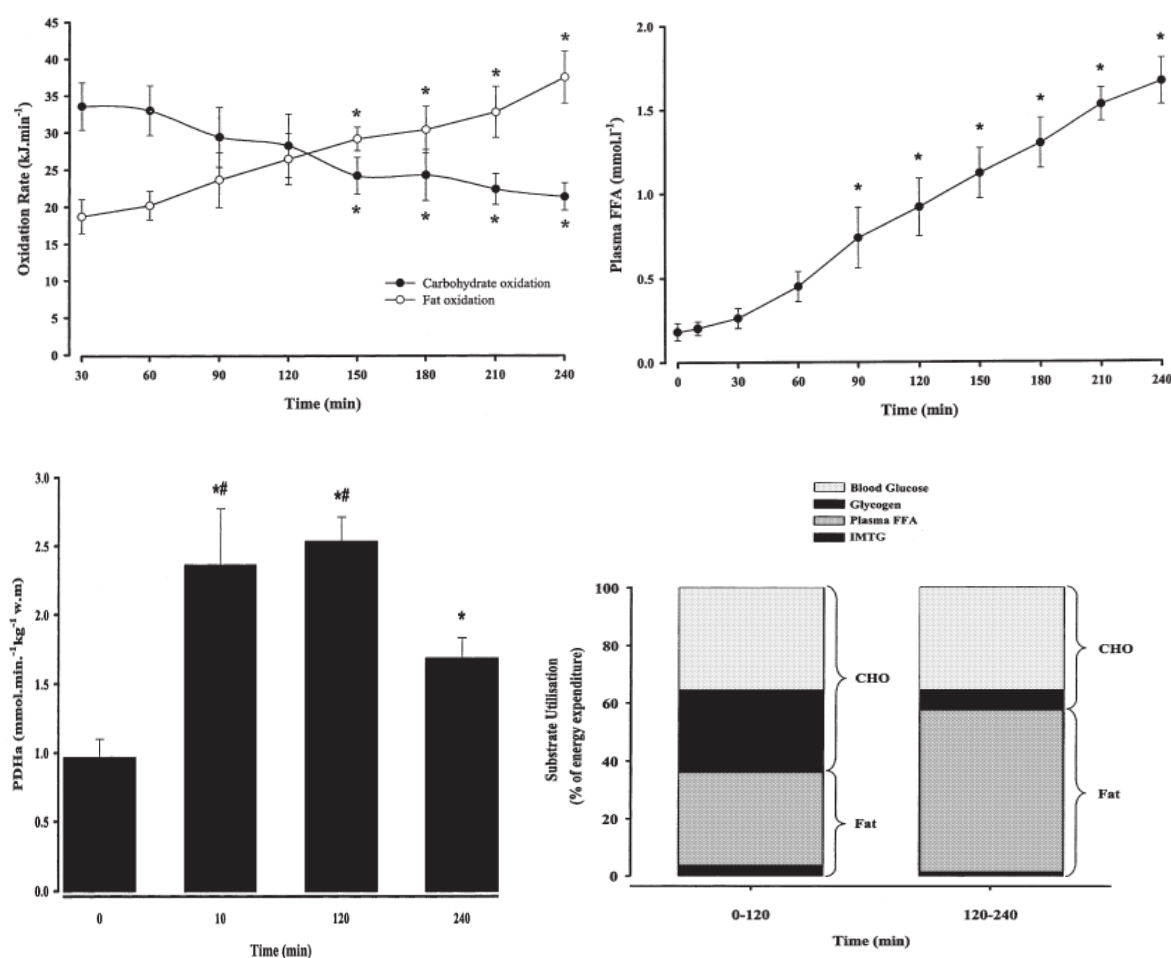 45
40
35
30
25
20
15
10
5
0
Oxidation Rate (kJ.min⁻¹)
* * * *
* * * *
Carbohydrate oxidation
Fat oxidation
30 60 90 120 150 180 210 240
Time (min)
2.0
1.5
1.0
0.5
0.0
Plasma FFA (mmol.l⁻¹)
* * * * * *
0 30 60 90 120 150 180 210 240
Time (min)
3.0
2.5
2.0
1.5
1.0
0.5
0.0
PDHa (mmol.min.⁻¹kg⁻¹ w.m)
*# *# *
0 10 120 240
Time (min)
Blood Glucose
Glycogen
Plasma FFA
IMTG
100
80
60
40
20
0
Substrate Utilisation
(% of energy expenditure)
CHO
Fat
CHO
Fat
0-120 120-240
Time (min)